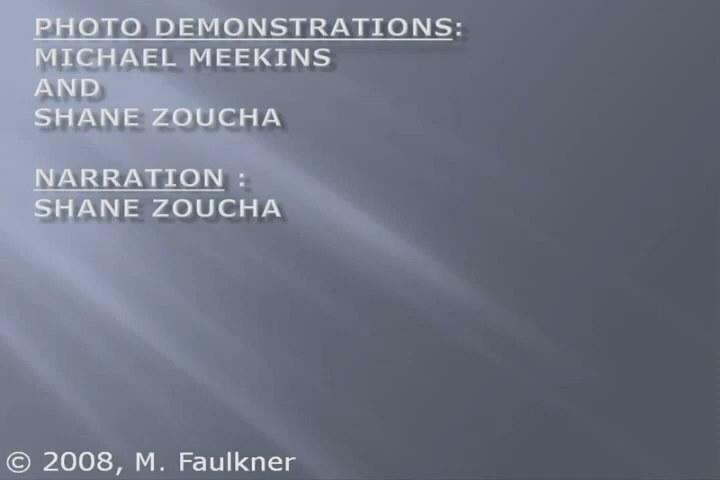 PHOTO DEMONSTRATIONS:
MICHAEL MEEKINS
AND
SHANE ZOUCHA
NARRATION :
SHANE ZOUCHA
© 2008, M. Faulkner